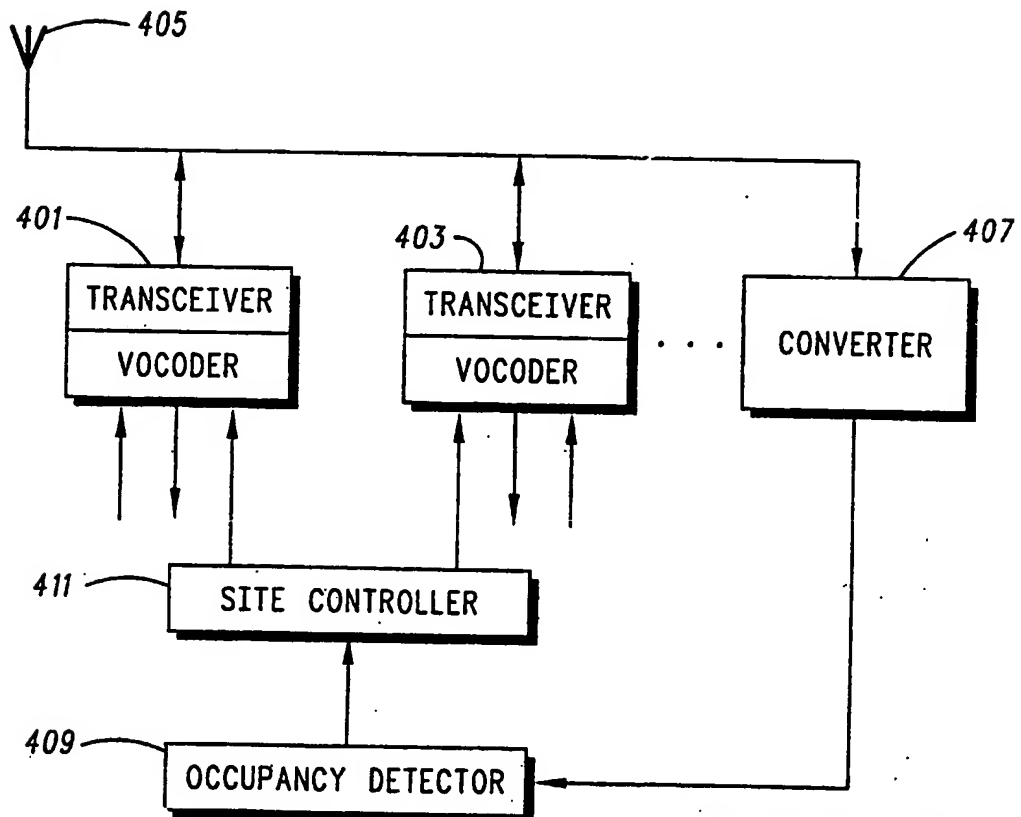 405
401
403
407
TRANSCEIVER
VOCODER
TRANSCEIVER
VOCODER
. . .
CONVERTER
411
SITE CONTROLLER
409
OCCUPANCY DETECTOR